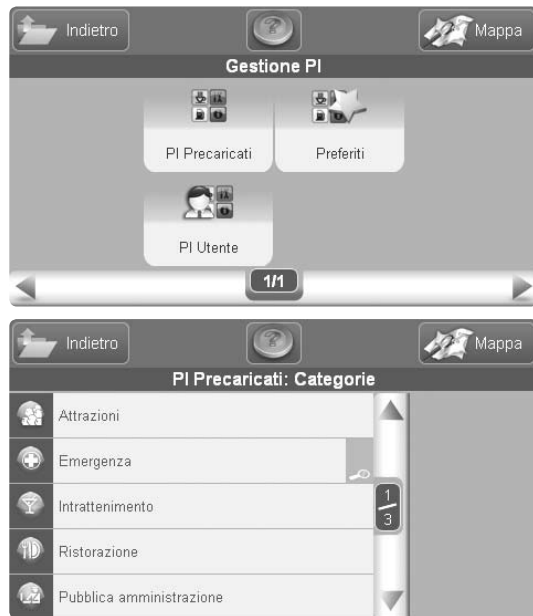 Indietro Mappa
Gestione PI
PI Precaricati Preferiti
PI Utente
1/1
Indietro Mappa
PI Precaricati: Categorie
Attrazioni
Emergenza
Intrattenimento
1/3
Ristorazione
Pubblica amministrazione